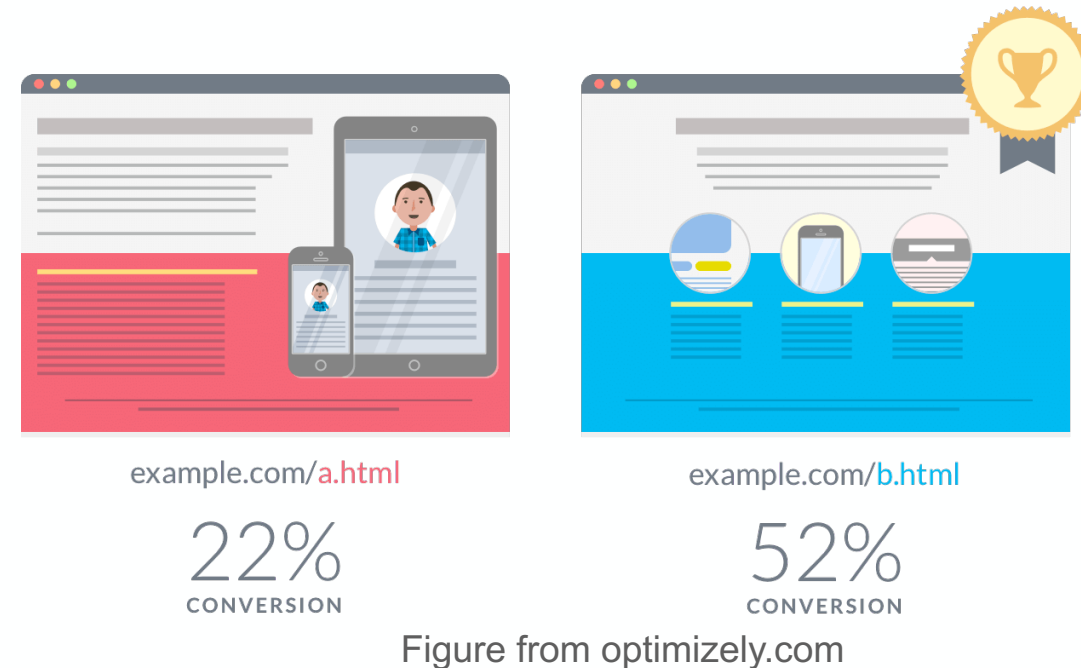 example.com/a.html
22%
CONVERSION
example.com/b.html
52%
CONVERSION
Figure from optimizely.com